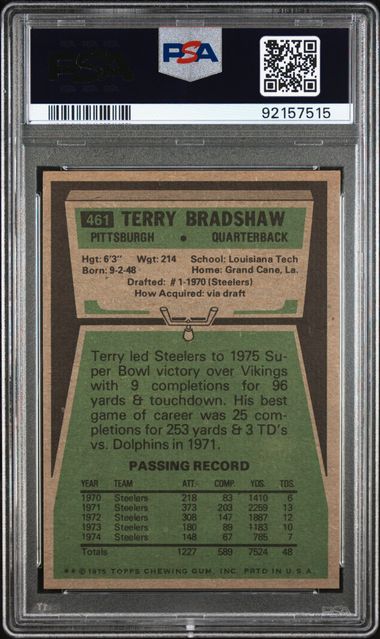 PSA
PSA
92157515
461 TERRY BRADSHAW
PITTSBURGH • QUARTERBACK
Hgt: 6'3" Wgt: 214 School: Louisiana Tech
Born: 9-2-48 Home: Grand Cane, La.
Drafted: #1-1970 (Steelers)
How Acquired: via draft
Terry led Steelers to 1975 Su-
per Bowl victory over Vikings
with 9 completions for 96
yards & touchdown. His best
game of career was 25 com-
pletions for 253 yards & 3 TD's
vs. Dolphins in 1971.
PASSING RECORD
YEAR TEAM ATT. COMP. YDS. TDS.
1970 Steelers 218 83 1410 6
1971 Steelers 373 203 2259 13
1972 Steelers 308 147 1887 12
1973 Steelers 180 89 1183 10
1974 Steelers 148 67 785 7
Totals 1227 589 7524 48
** © 1975 TOPPS CHEWING GUM, INC. PRTD IN U.S.A.